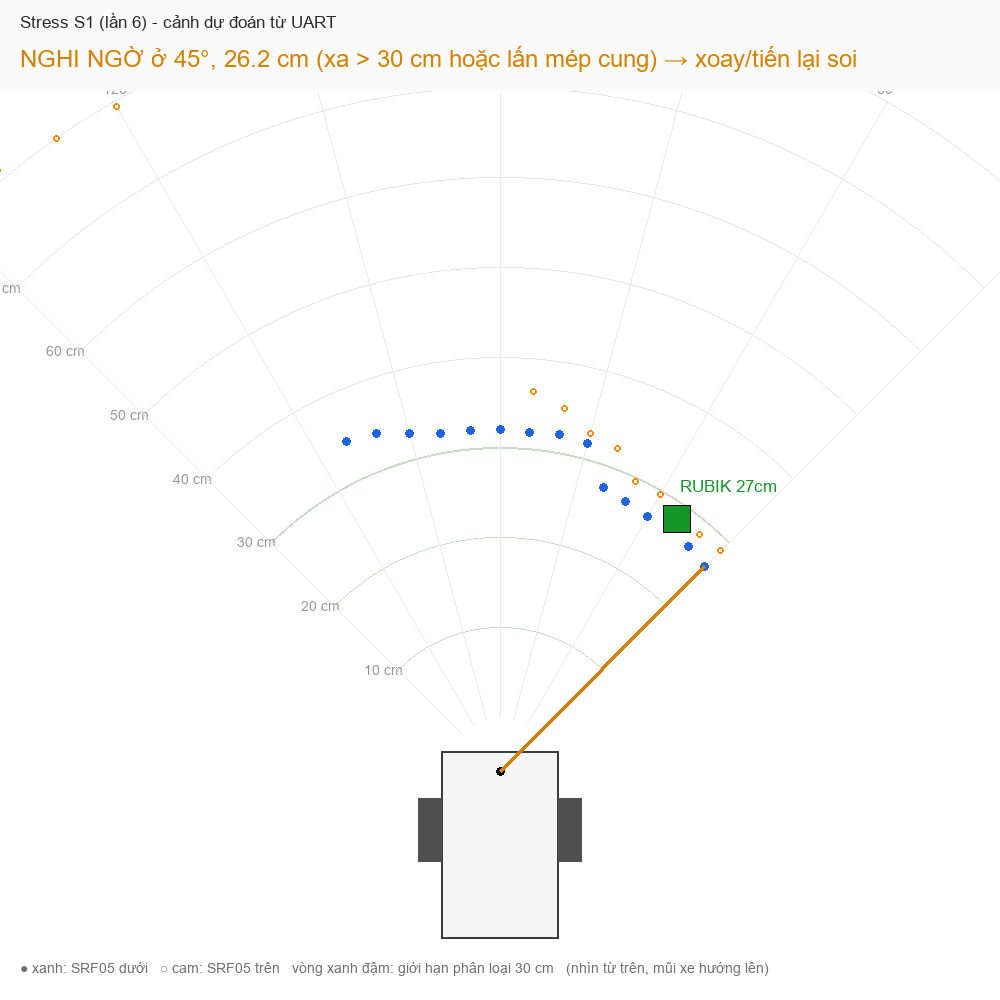 Stress S1 (lần 6) - cảnh dự đoán từ UART
NGHI NGỜ ở 45°, 26.2 cm (xa > 30 cm hoặc lấn mép cung) → xoay/tiến lại soi
cm
60 cm
50 cm
40 cm
RUBIK 27cm
30 cm
20 cm
10 cm
● xanh: SRF05 dưới ○ cam: SRF05 trên vòng xanh đậm: giới hạn phân loại 30 cm (nhìn từ trên, mũi xe hướng lên)